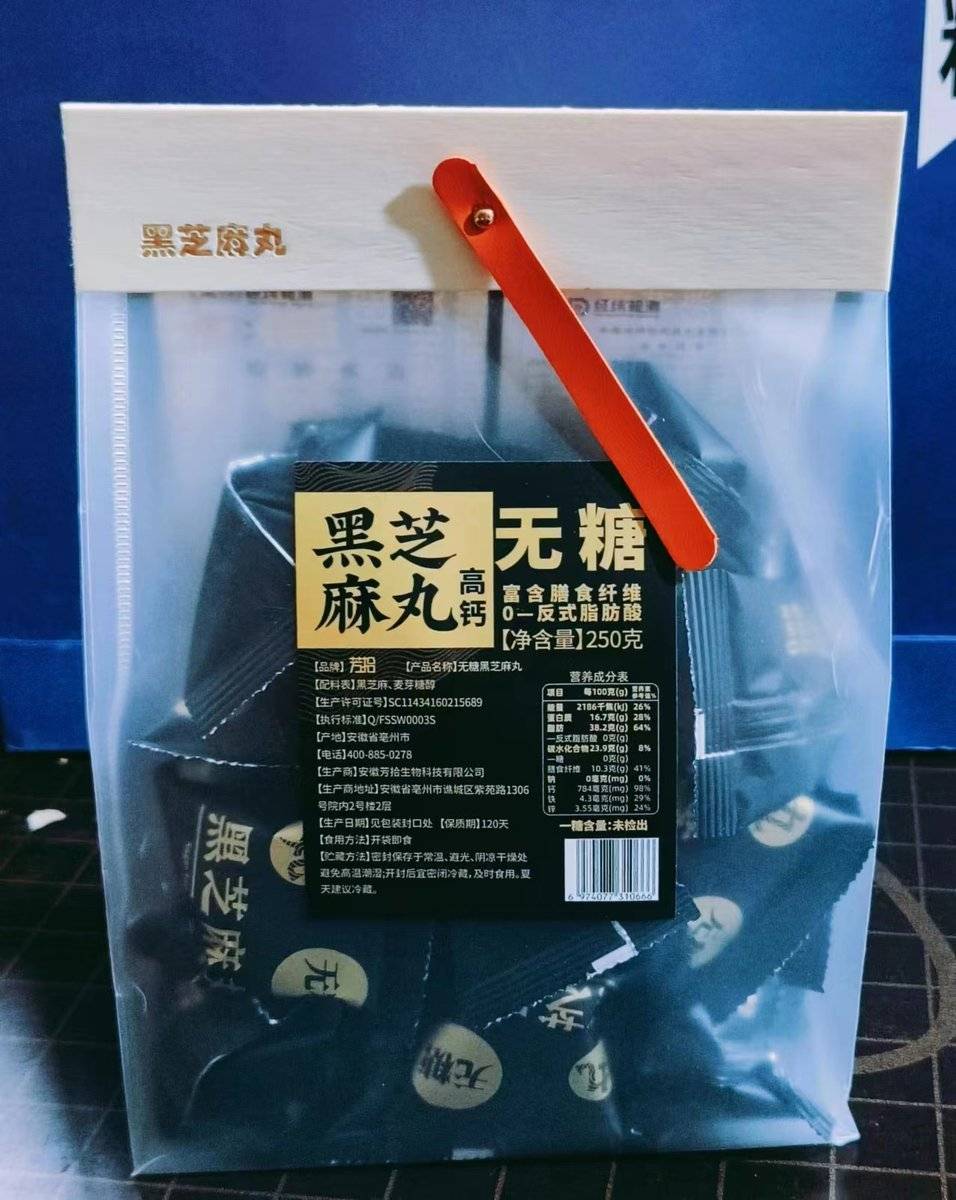 黑芝麻丸
黑芝
麻丸
高钙
无糖
富含膳食纤维
0—反式脂肪酸
【净含量】250克
【品牌】芳拾 【产品名称】无糖黑芝麻丸
【配料表】黑芝麻、麦芽糖醇
【生产许可证号】SC11434160215689
【执行标准】Q/FSSW0003S
【产地】安徽省亳州市
【电话】400-885-0278
【生产商】安徽芳拾生物科技有限公司
【生产商地址】安徽省亳州市谯城区紫苑路1306
号院内2号楼2层
【生产日期】见包装封口处 【保质期】120天
【食用方法】开袋即食
【贮藏方法】密封保存于常温、避光、阴凉干燥处
避免高温潮湿;开封后宜密闭冷藏,及时食用。夏
天建议冷藏。
营养成分表
项目 每100克(g) 营养素参考值%
能量 2186千焦(kJ) 26%
蛋白质 16.7克(g) 28%
脂肪 38.2克(g) 64%
—反式脂肪酸 0克(g)
碳水化合物 23.9克(g) 8%
—糖 0克(g)
膳食纤维 10.3克(g) 41%
钠 0毫克(mg) 0%
钙 784毫克(mg) 98%
铁 4.3毫克(mg) 29%
锌 3.55毫克(mg) 24%
—糖含量:未检出
6 974077 310666
黑芝麻
无
无糖